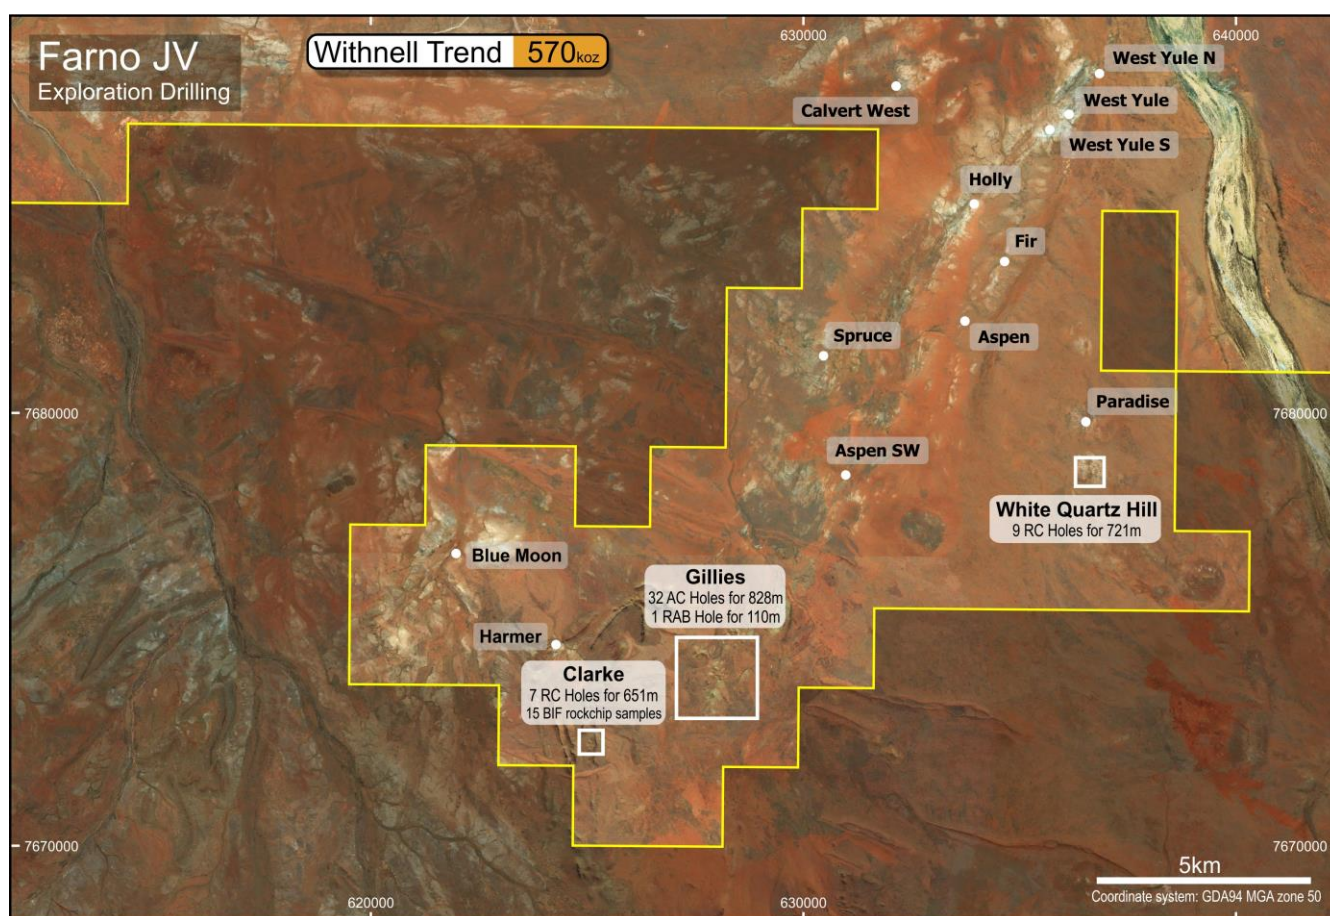 Farno JV
Exploration Drilling
Withnell Trend 570koz
630000
640000
West Yule N
Calvert West
West Yule
West Yule S
Holly
Fir
Spruce
Aspen
7680000
Paradise
7680000
Aspen SW
White Quartz Hill
9 RC Holes for 721m
Blue Moon
Gillies
32 AC Holes for 828m
1 RAB Hole for 110m
Harmer
Clarke
7 RC Holes for 651m
15 BIF rockchip samples
7670000
7670000
5km
Coordinate system: GDA94 MGA zone 50
620000
630000